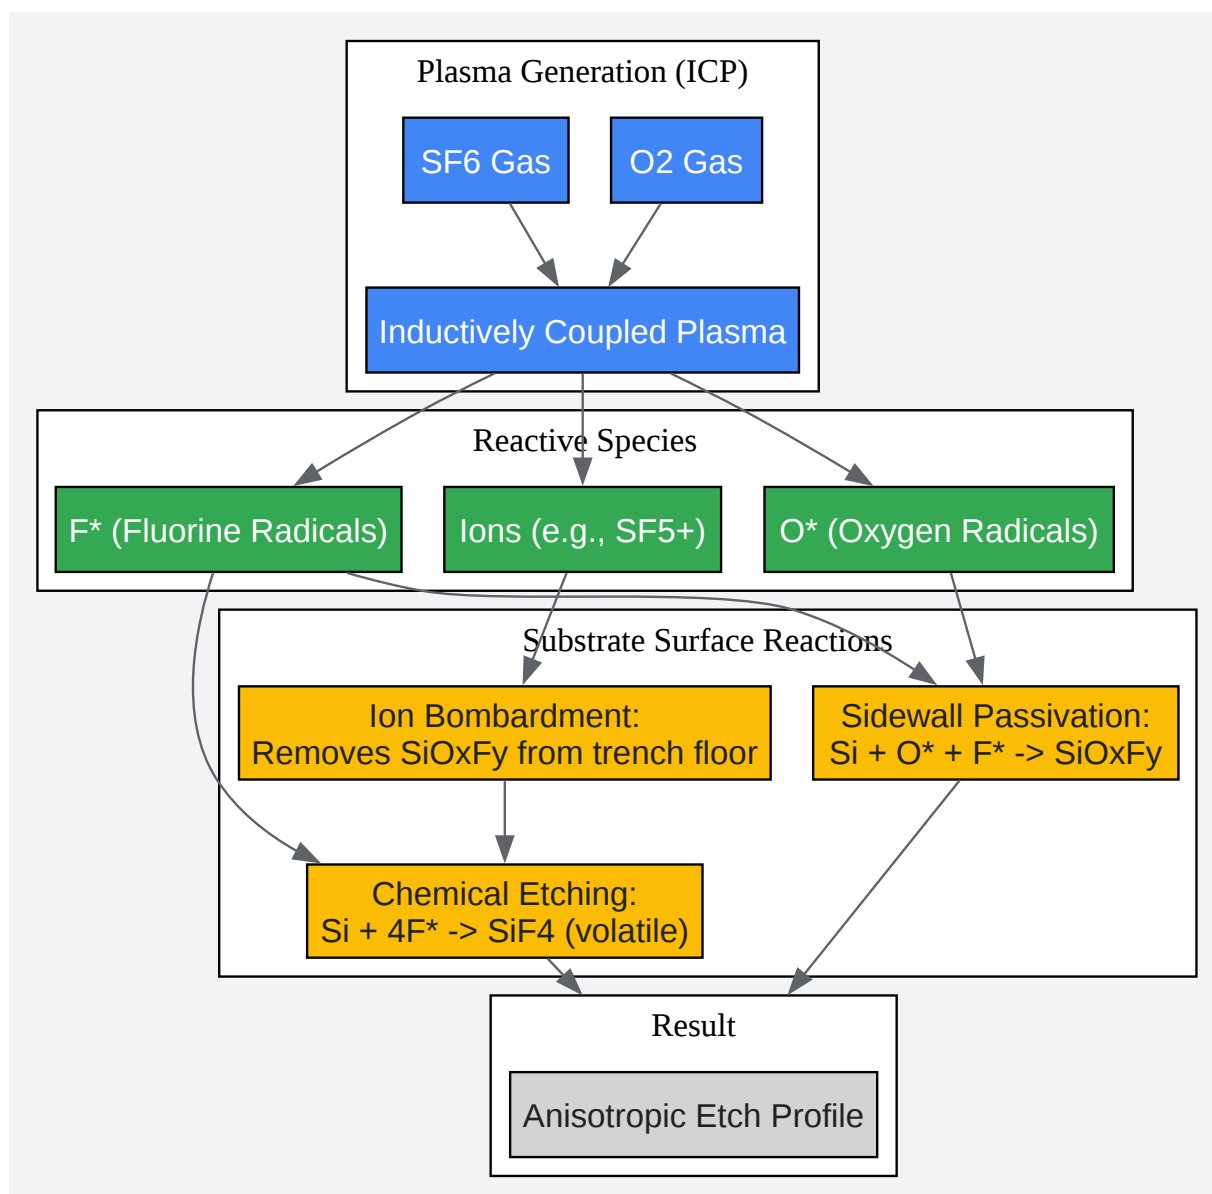 Plasma Generation (ICP)
SF6 Gas
O2 Gas
Inductively Coupled Plasma
Reactive Species
F* (Fluorine Radicals)
Ions (e.g., SF5+)
O* (Oxygen Radicals)
Substrate Surface Reactions
Ion Bombardment:
Removes SiOxFy from trench floor
Sidewall Passivation:
Si + O* + F* -> SiOxFy
Chemical Etching:
Si + 4F* -> SiF4 (volatile)
Result
Anisotropic Etch Profile